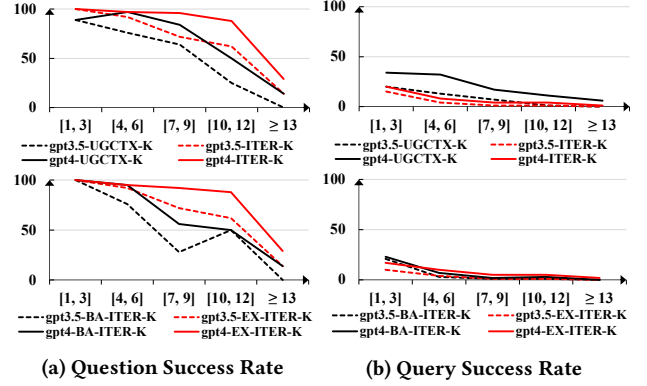 100
50
0
[1, 3] [4, 6] [7, 9] [10, 12] ≥ 13
gpt3.5-UGCTX-K gpt3.5-ITER-K
gpt4-UGCTX-K gpt4-ITER-K
100
50
0
[1, 3] [4, 6] [7, 9] [10, 12] ≥ 13
gpt3.5-BA-ITER-K gpt3.5-EX-ITER-K
gpt4-BA-ITER-K gpt4-EX-ITER-K
(a) Question Success Rate
100
50
0
[1, 3] [4, 6] [7, 9] [10, 12] ≥ 13
gpt3.5-UGCTX-K gpt3.5-ITER-K
gpt4-UGCTX-K gpt4-ITER-K
100
50
0
[1, 3] [4, 6] [7, 9] [10, 12] ≥ 13
gpt3.5-BA-ITER-K gpt3.5-EX-ITER-K
gpt4-BA-ITER-K gpt4-EX-ITER-K
(b) Query Success Rate